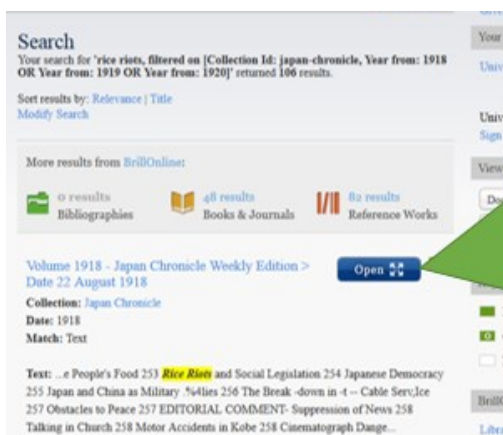 Search
Your search for 'rice riots, filtered on [Collection Id: japan-chronicle, Year from: 1918
OR Year from: 1919 OR Year from: 1920]' returned 106 results.
Sort results by: Relevance | Title
Modify Search
More results from BrillOnline:
0 results
Bibliographies
48 results
Books & Journals
82 results
Reference Works
Volume 1918 - Japan Chronicle Weekly Edition >
Date 22 August 1918
Open
Collection: Japan Chronicle
Date: 1918
Match: Text
Text: ...e People's Food 253 Rice Riots and Social Legislation 254 Japanese Democracy
255 Japan and China as Military .%4lies 256 The Break -down in -t -- Cable Serv,Ice
257 Obstacles to Peace 257 EDITORIAL COMMENT- Suppression of News 258
Talking in Church 258 Motor Accidents in Kobe 258 Cinematograph Dange...
Your
Univ
Univ
Sign
View
Brill
Libr